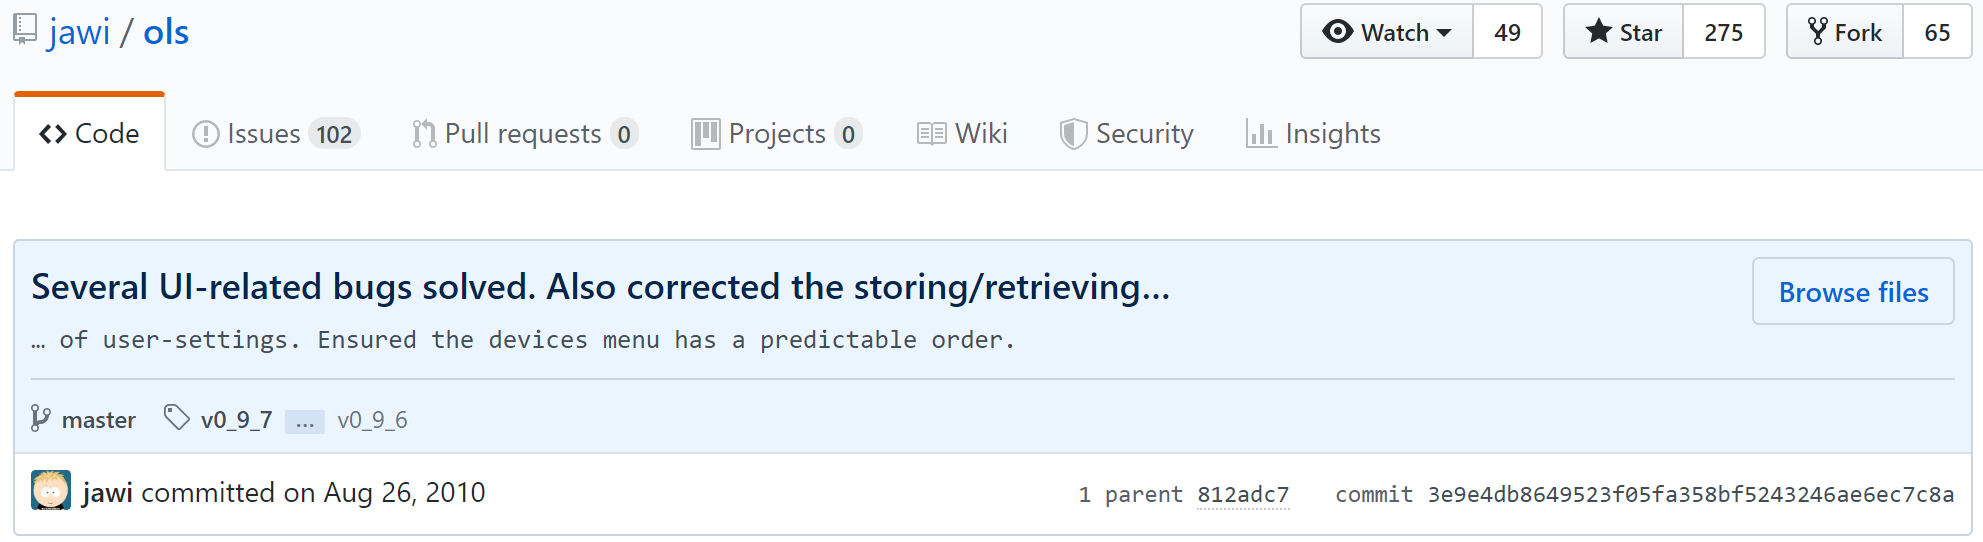 jawi / ols
Watch 49 Star 275 Fork 65
Code Issues 102 Pull requests 0 Projects 0 Wiki Security Insights
Several UI-related bugs solved. Also corrected the storing/retrieving...
Browse files
… of user-settings. Ensured the devices menu has a predictable order.
master v0_9_7 ... v0_9_6
jawi committed on Aug 26, 2010 1 parent 812adc7 commit 3e9e4db8649523f05fa358bf5243246ae6ec7c8a